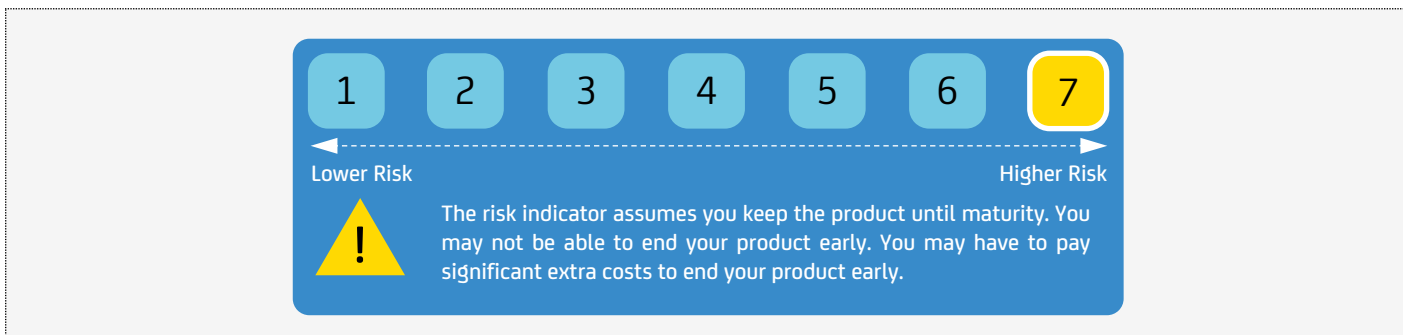 1 2 3 4 5 6 7
Lower Risk Higher Risk
! The risk indicator assumes you keep the product until maturity. You
may not be able to end your product early. You may have to pay
significant extra costs to end your product early.